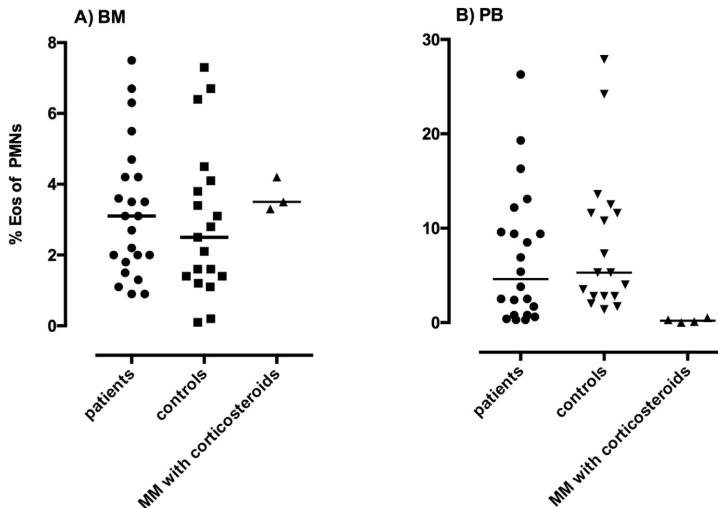 A) BM
% Eos of PMNs
8
6
4
2
0
patients
controls
MM with corticosteroids
B) PB
30
20
10
0
patients
controls
MM with corticosteroids